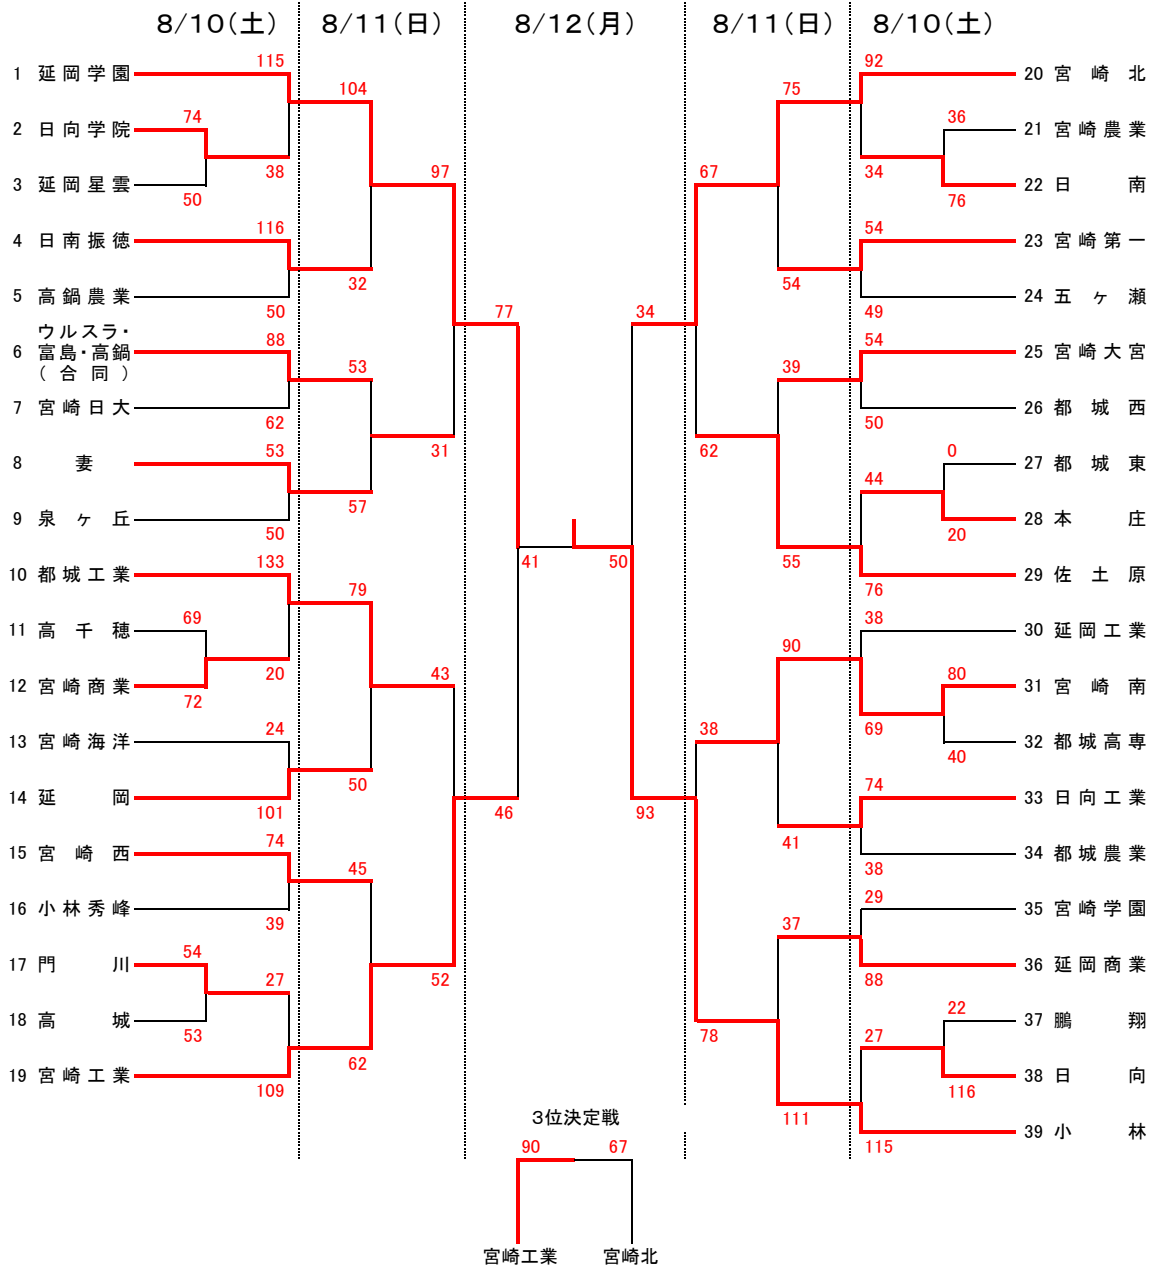 8/10(土) 8/11(日) 8/12(月) 8/11(日) 8/10(土)
1 延岡学園 115
104
2 日向学院 74
38
3 延岡星雲 50
97
4 日南振徳 116
32
5 高鍋農業 50
77
6 ウルスラ・
富島・高鍋
(合同) 88
53
7 宮崎日大 62
31
8 妻 53
57
9 泉ヶ丘 50
41
10 都城工業 133
79
11 高千穂 69
20
12 宮崎商業 72
43
13 宮崎海洋 24
50
14 延岡 101
46
15 宮崎西 74
45
16 小林秀峰 39
52
17 門川 54
27
18 高城 53
62
19 宮崎工業 109
92 20 宮崎北
75
36 21 宮崎農業
34
76 22 日南
67
54 23 宮崎第一
54
49 24 五ヶ瀬
34
54 25 宮崎大宮
39
50 26 都城西
62
0 27 都城東
44
20 28 本庄
55
76 29 佐土原
50
38 30 延岡工業
90
80 31 宮崎南
69
40 32 都城高専
38
74 33 日向工業
41
38 34 都城農業
93
29 35 宮崎学園
37
88 36 延岡商業
78
22 37 鵬翔
27
116 38 日向
111
115 39 小林
3位決定戦
90 67
宮崎工業 宮崎北